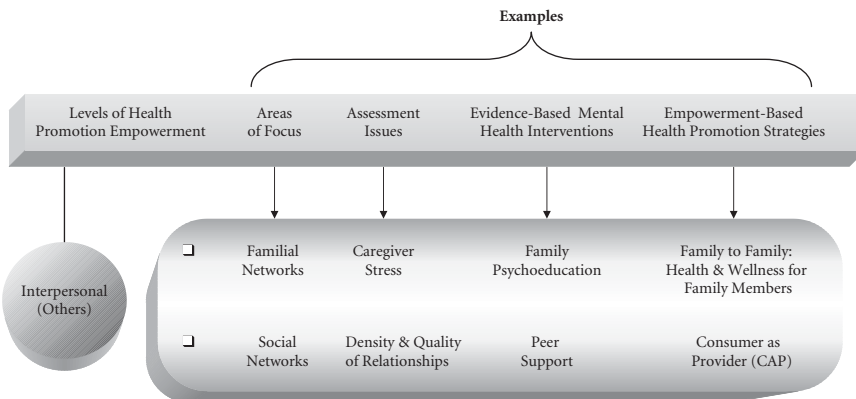 Examples
Levels of Health
Promotion Empowerment
Areas
of Focus
Assessment
Issues
Evidence-Based Mental
Health Interventions
Empowerment-Based
Health Promotion Strategies
Interpersonal
(Others)
Familial
Networks
Caregiver
Stress
Family
Psychoeducation
Family to Family:
Health & Wellness for
Family Members
Social
Networks
Density & Quality
of Relationships
Peer
Support
Consumer as
Provider (CAP)